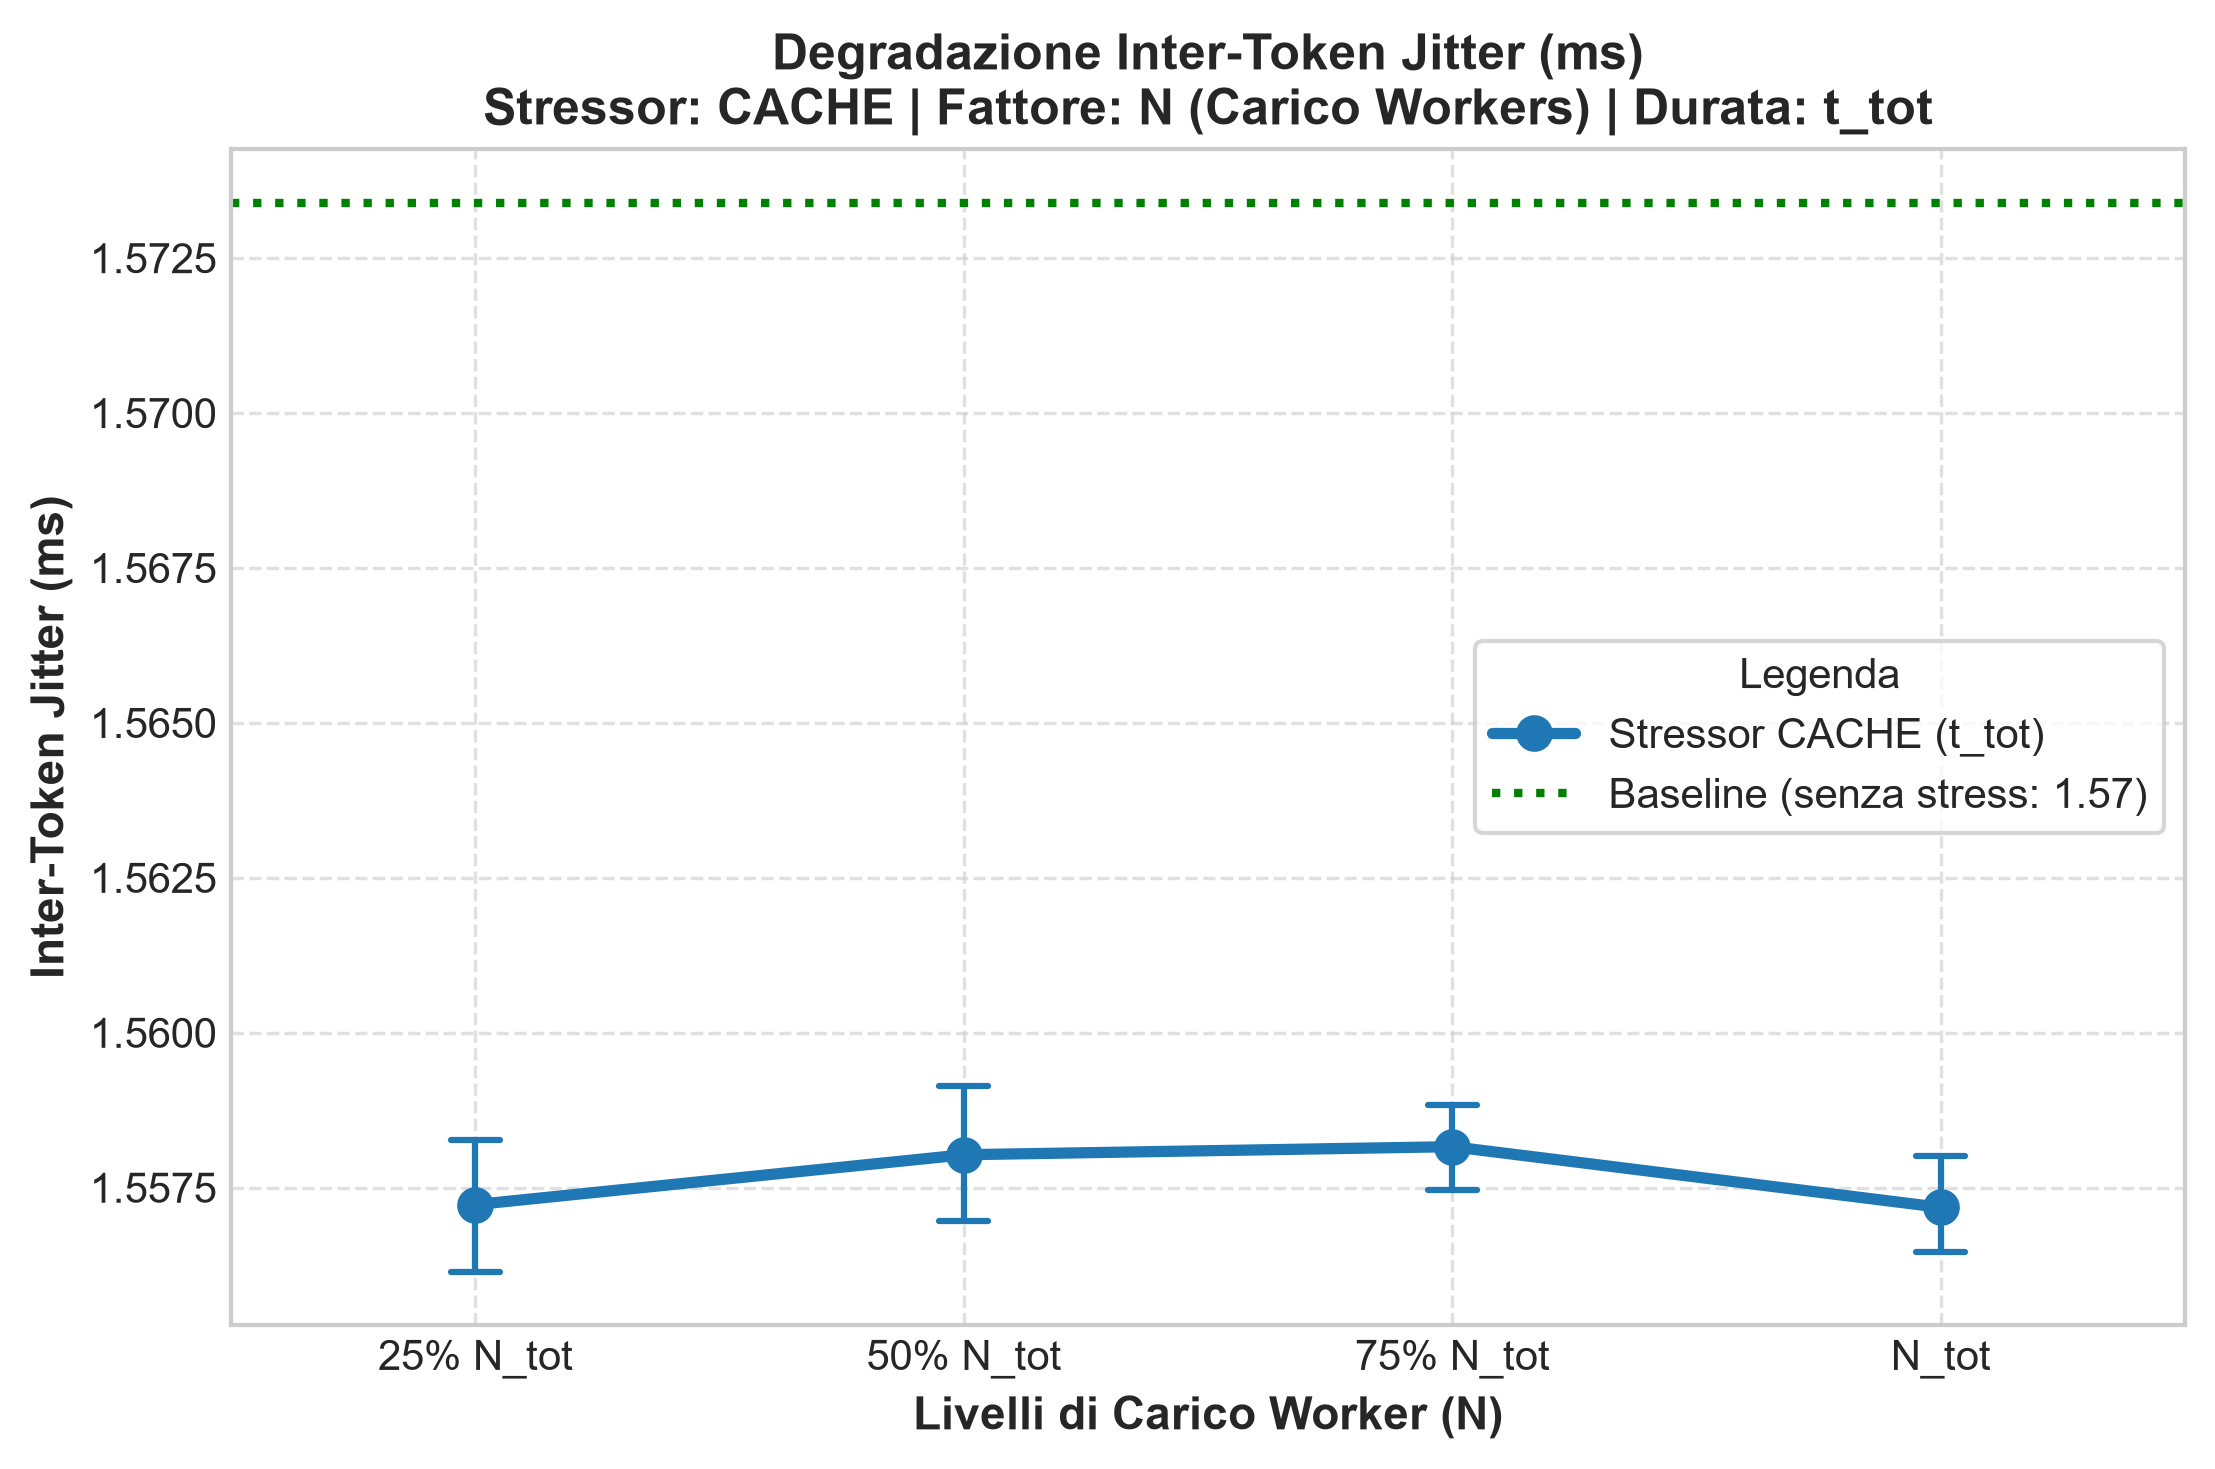 Degradazione Inter-Token Jitter (ms)
Stressor: CACHE | Fattore: N (Carico Workers) | Durata: t_tot
Inter-Token Jitter (ms)
1.5725
1.5700
1.5675
1.5650
1.5625
1.5600
1.5575
Legenda
Stressor CACHE (t_tot)
Baseline (senza stress: 1.57)
25% N_tot
50% N_tot
75% N_tot
N_tot
Livelli di Carico Worker (N)